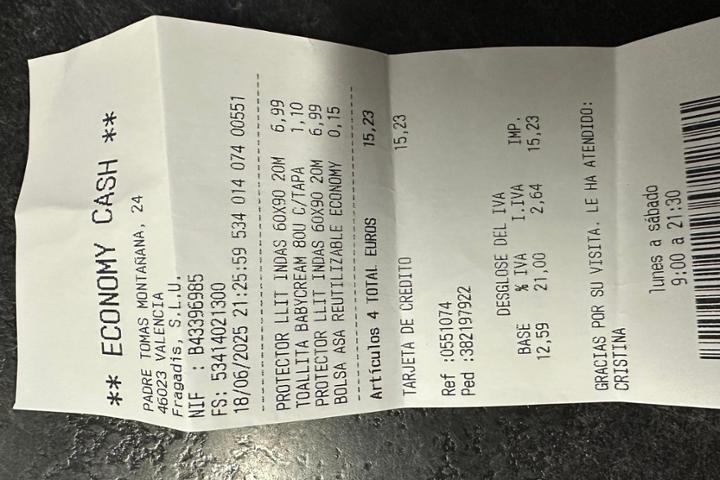 ** ECONOMY CASH **
PADRE TOMAS MONTAÑANA, 24
46023 VALENCIA
Fragadis, S.L.U.
NIF : B43396985
FS: 53414021300
18/06/2025 21:25:59 534 014 074 00551
PROTECTOR LLIT INDAS 60X90 20M 6,99
TOALLITA BABYCREAM 80U C/TAPA 1,10
PROTECTOR LLIT INDAS 60X90 20M 6,99
BOLSA ASA REUTILIZABLE ECONOMY 0,15
Artículos 4 TOTAL EUROS 15,23
TARJETA DE CREDITO 15,23
Ref :0551074
Ped :382197922
DESGLOSE DEL IVA
BASE % IVA I.IVA IMP.
12,59 21,00 2,64 15,23
GRACIAS POR SU VISITA. LE HA ATENDIDO:
CRISTINA
lunes a sábado
9:00 a 21:30